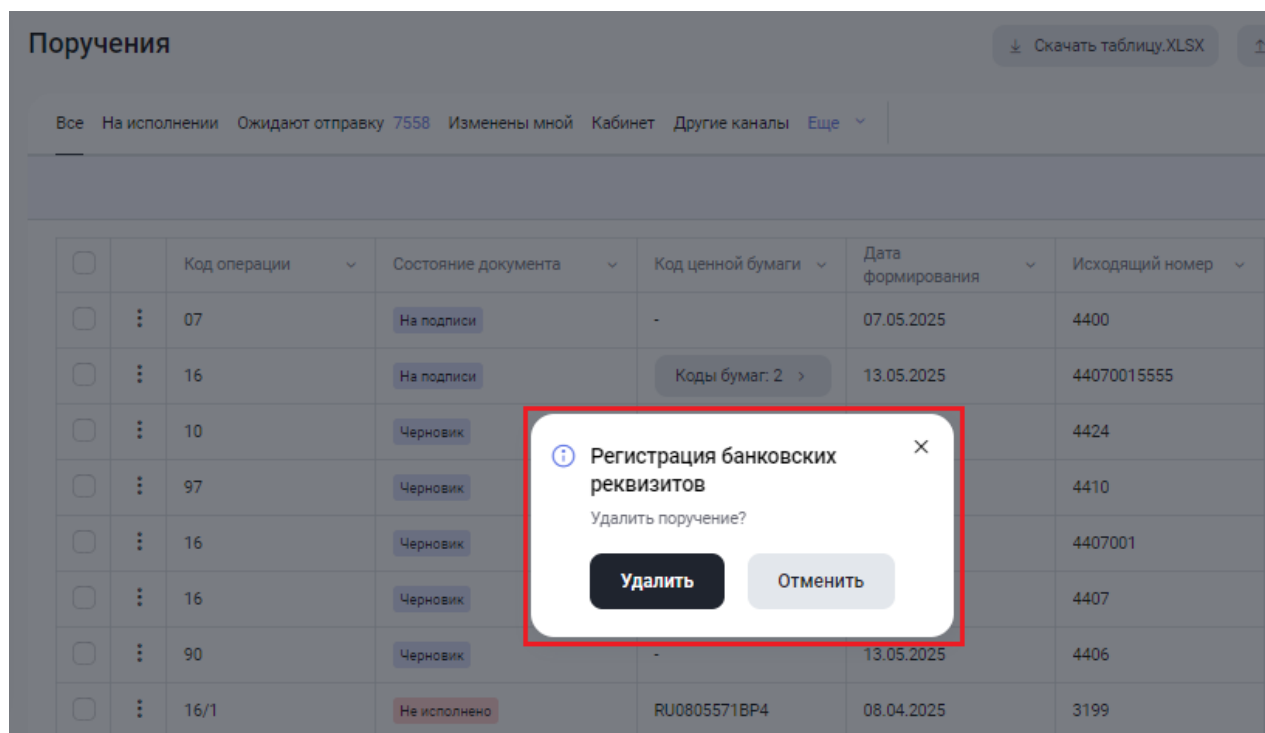 Поручения
Скачать таблицу.XLSX
Все На исполнении Ожидают отправку 7558 Изменены мной Кабинет Другие каналы Еще
Код операции Состояние документа Код ценной бумаги Дата формирования Исходящий номер
07 На подписи - 07.05.2025 4400
16 На подписи Коды бумаг: 2 13.05.2025 44070015555
10 Черновик 4424
97 Черновик 4410
16 Черновик 4407001
16 Черновик 4407
90 Черновик - 13.05.2025 4406
16/1 Не исполнено RU0805571BP4 08.04.2025 3199
Регистрация банковских
реквизитов
Удалить поручение?
Удалить Отменить